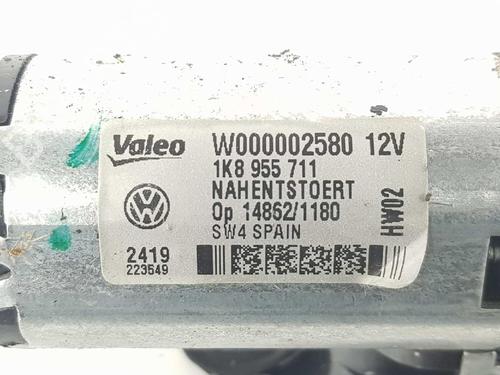 Valeo W000002580 12V
1K8 955 711
NAHENTSTOERT
Op 14862/1180
SW4 SPAIN
HW02
2419
223549